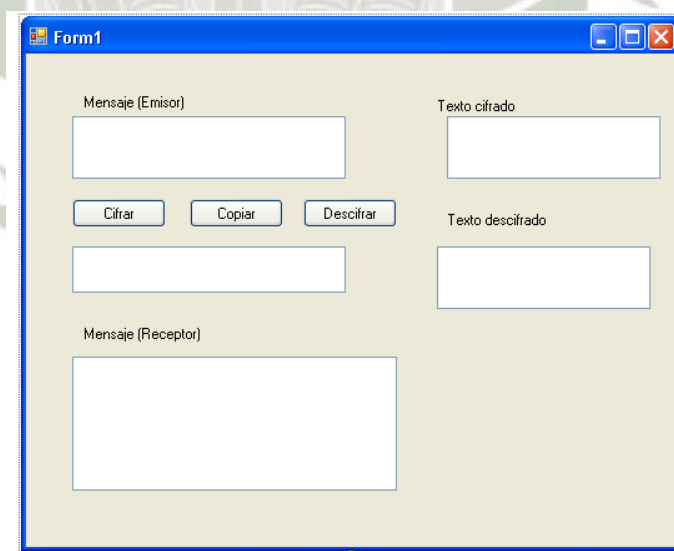 Form1
Mensaje (Emisor)
Texto cifrado
Cifrar Copiar Descifrar
Texto descifrado
Mensaje (Receptor)